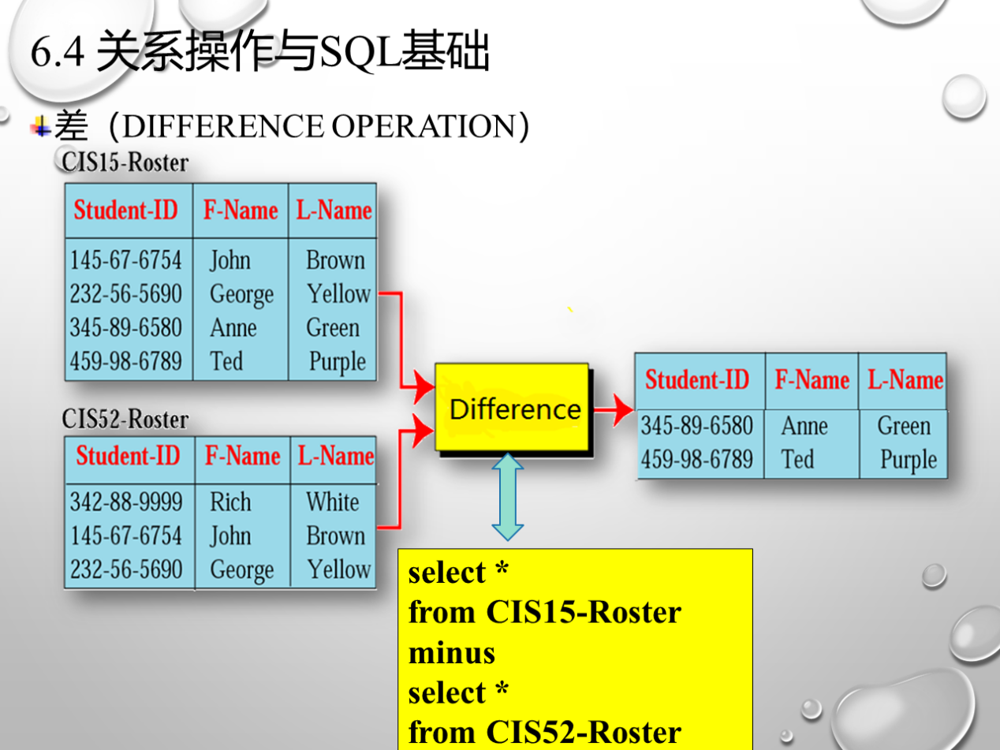 6.4 关系操作与SQL基础
差（DIFFERENCE OPERATION）
CIS15-Roster
Student-ID F-Name L-Name
145-67-6754 John Brown
232-56-5690 George Yellow
345-89-6580 Anne Green
459-98-6789 Ted Purple
CIS52-Roster
Student-ID F-Name L-Name
342-88-9999 Rich White
145-67-6754 John Brown
232-56-5690 George Yellow
Difference
Student-ID F-Name L-Name
345-89-6580 Anne Green
459-98-6789 Ted Purple
select *
from CIS15-Roster
minus
select *
from CIS52-Roster